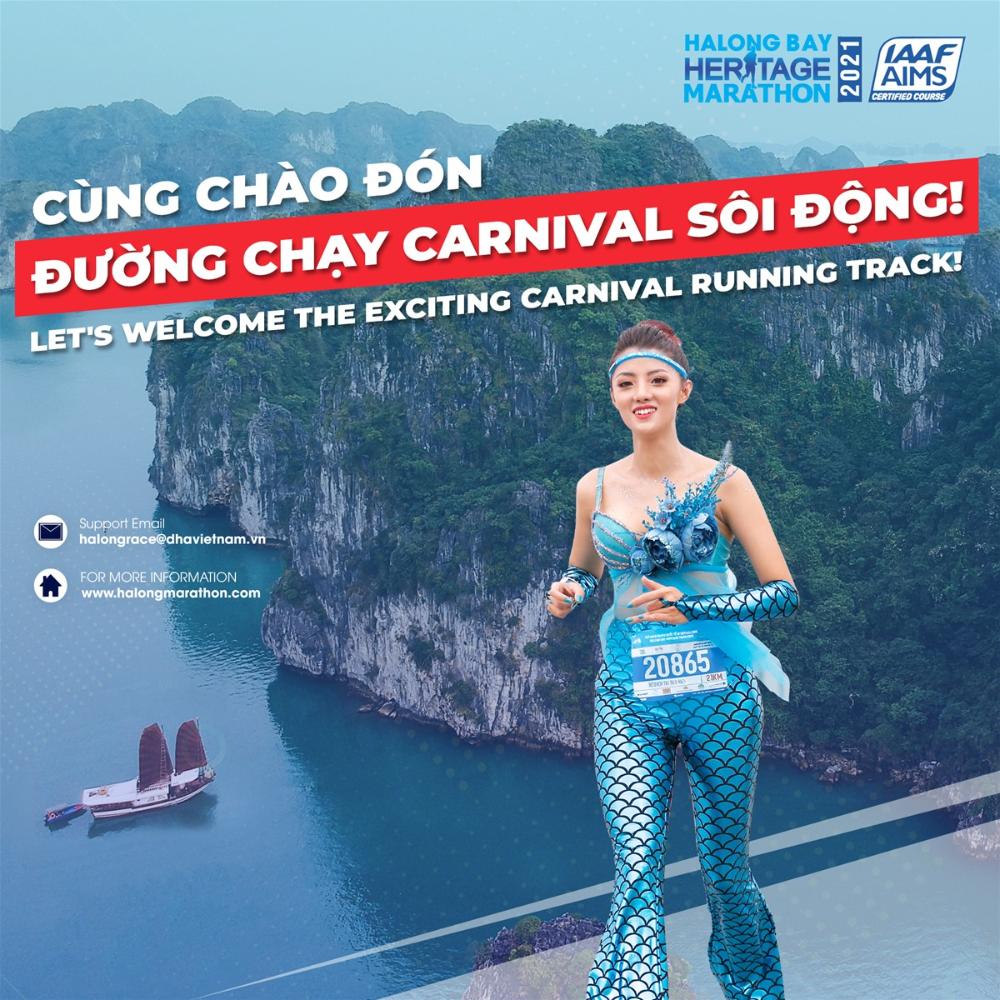 HALONG BAY
HERITAGE
MARATHON
2021
IAAF
AIMS
CERTIFIED COURSE
CÙNG CHÀO ĐÓN
ĐƯỜNG CHẠY CARNIVAL SÔI ĐỘNG!
LET'S WELCOME THE EXCITING CARNIVAL RUNNING TRACK!
Support Email
halongrace@dhavietnam.vn
FOR MORE INFORMATION
www.halongmarathon.com
20865
21KM